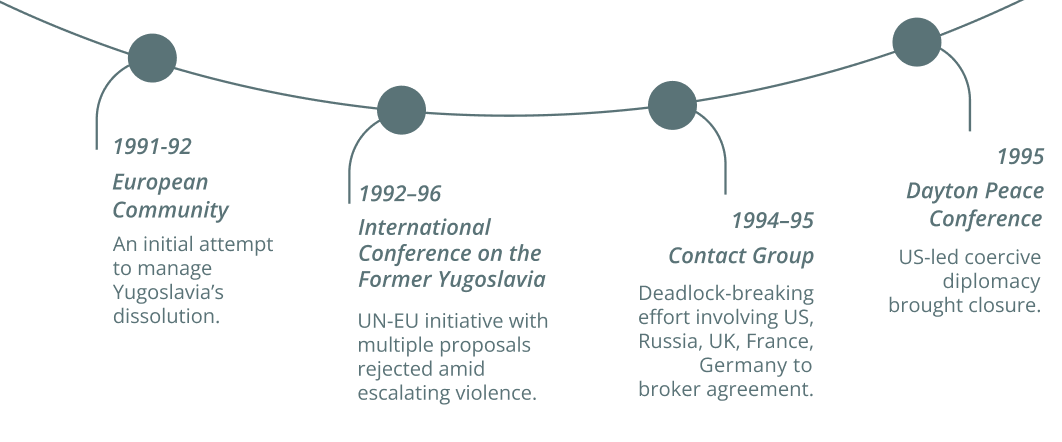 1991-92
European
Community
An initial attempt
to manage
Yugoslavia’s
dissolution.
1992–96
International
Conference on the
Former Yugoslavia
UN-EU initiative with
multiple proposals
rejected amid
escalating violence.
1994–95
Contact Group
Deadlock-breaking
effort involving US,
Russia, UK, France,
Germany to
broker agreement.
1995
Dayton Peace
Conference
US-led coercive
diplomacy
brought closure.